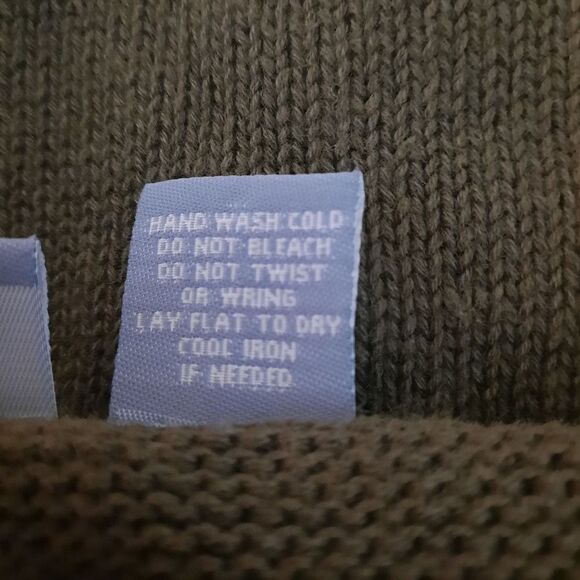 HAND WASH COLD
DO NOT BLEACH
DO NOT TWIST
OR WRING
LAY FLAT TO DRY
COOL IRON
IF NEEDED